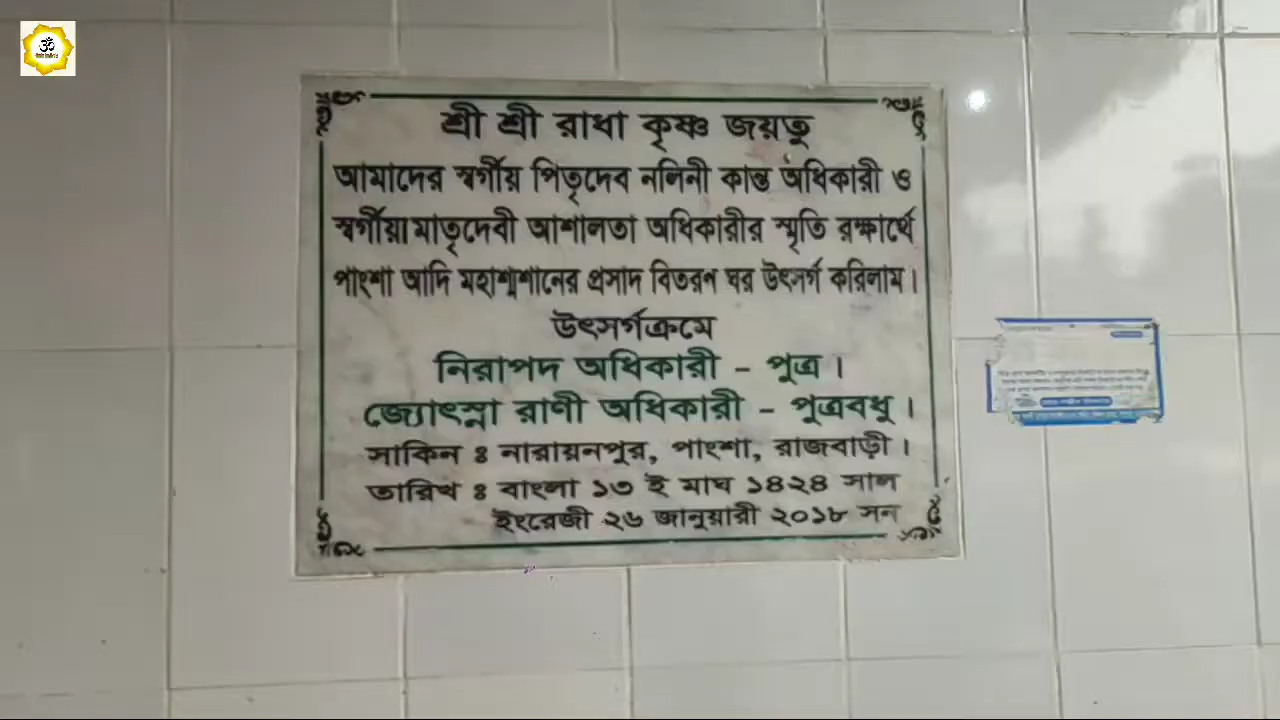 ॐ
শ্রী শ্রী রাধা কৃষ্ণ জয়তু
আমাদের স্বর্গীয় পিতৃদেব নলিনী কান্ত অধিকারী ও
স্বর্গীয়া মাতৃদেবী আশালতা অধিকারীর স্মৃতি রক্ষার্থে
পাংশা আদি মহাশ্মশানের প্রসাদ বিতরন ঘর উৎসর্গ করিলাম।
উৎসর্গক্রমে
নিরাপদ অধিকারী - পুত্র।
জ্যোৎস্না রাণী অধিকারী - পুত্রবধু।
সাকিন ঃ নারায়নপুর, পাংশা, রাজবাড়ী।
তারিখ ঃ বাংলা ১৩ ই মাঘ ১৪২৪ সাল
ইংরেজী ২৬ জানুয়ারী ২০১৮ সন